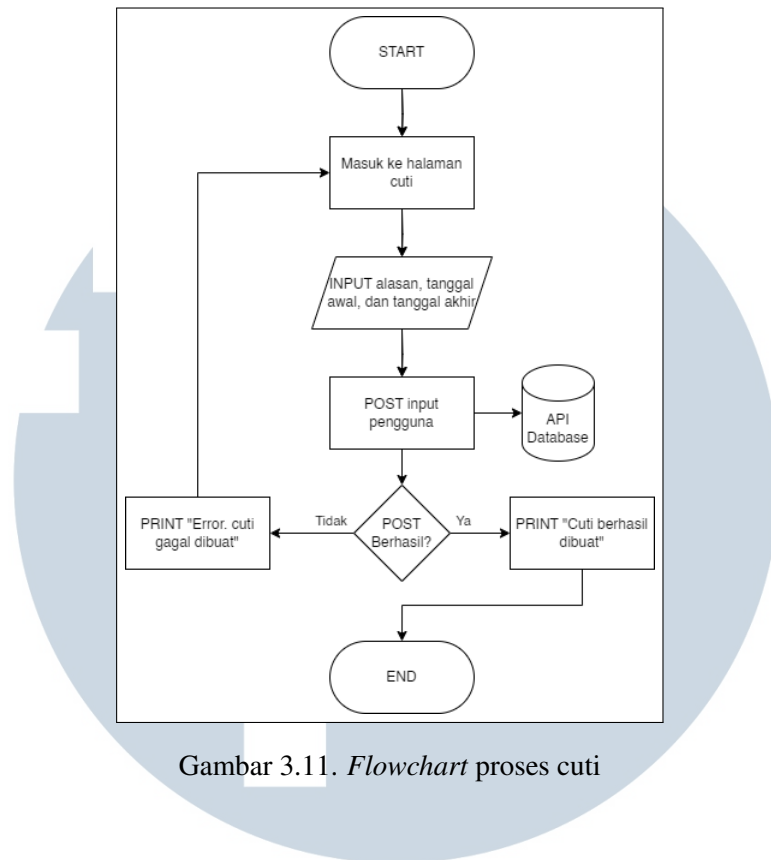 START
Masuk ke halaman
cuti
INPUT alasan, tanggal
awal, dan tanggal akhir
POST input
pengguna
API
Database
PRINT "Error. cuti
gagal dibuat"
Tidak
POST
Berhasil?
Ya
PRINT "Cuti berhasil
dibuat"
END
Gambar 3.11. Flowchart proses cuti